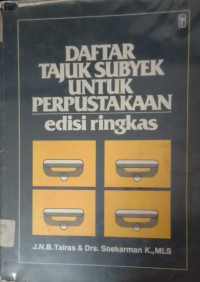 DAFTAR
TAJUK SUBYEK
UNTUK
PERPUSTAKAAN
edisi ringkas
J.N.B. Tairas & Drs. Soekarman K., MLS